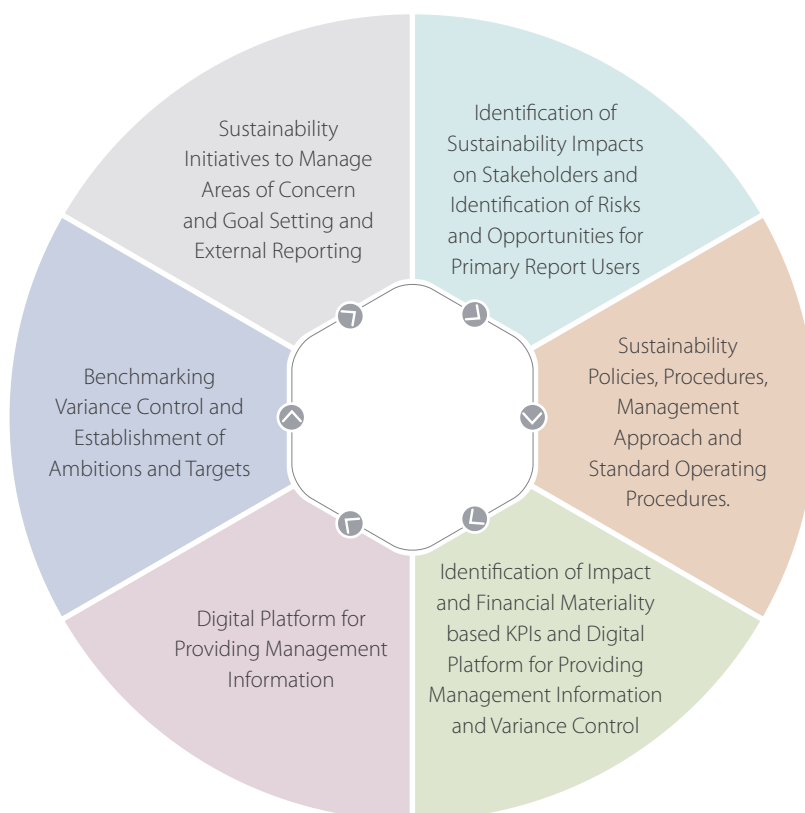 Identification of
Sustainability Impacts
on Stakeholders and
Identification of Risks
and Opportunities for
Primary Report Users
Sustainability
Policies, Procedures,
Management
Approach and
Standard Operating
Procedures.
Identification of Impact
and Financial Materiality
based KPIs and Digital
Platform for Providing
Management Information
and Variance Control
Digital Platform for
Providing Management
Information
Benchmarking
Variance Control and
Establishment of
Ambitions and Targets
Sustainability
Initiatives to Manage
Areas of Concern
and Goal Setting and
External Reporting